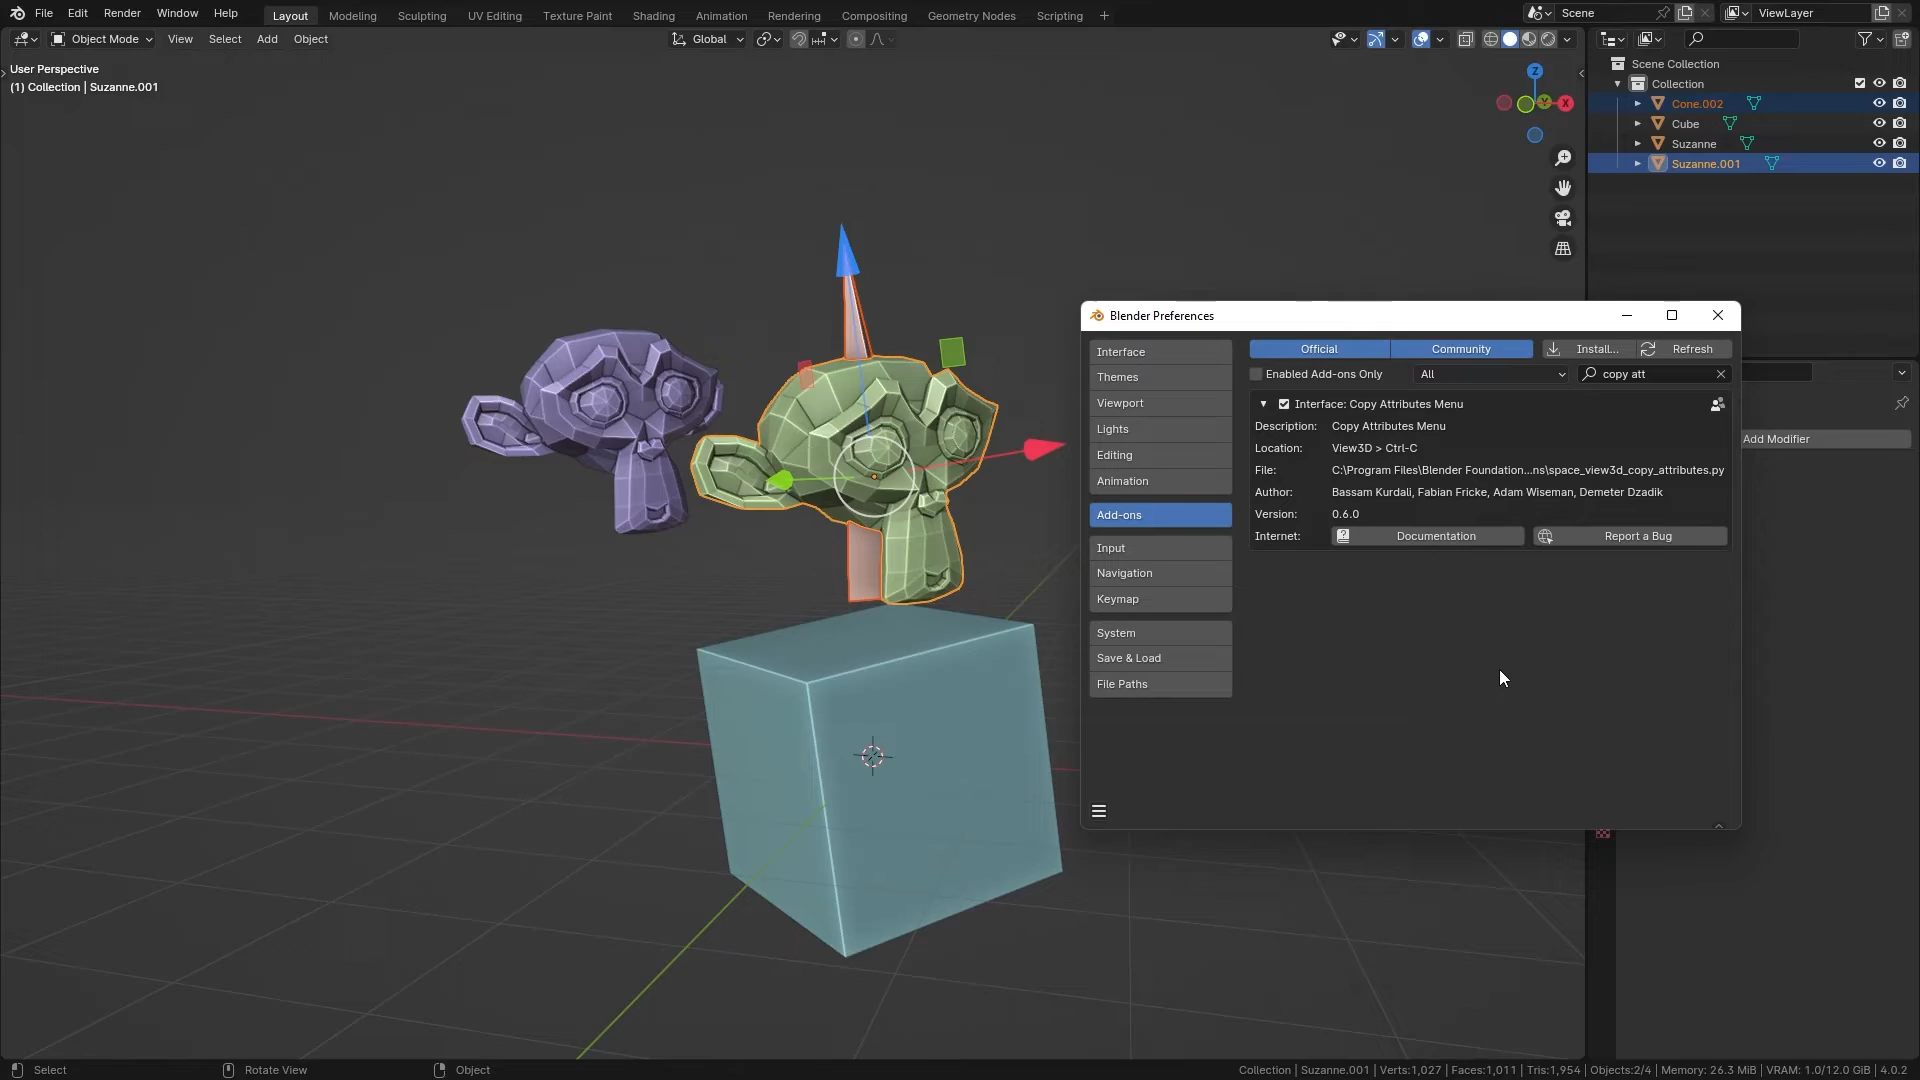 File Edit Render Window Help Layout Modeling Sculpting UV Editing Texture Paint Shading Animation Rendering Compositing Geometry Nodes Scripting + Scene ViewLayer
Object Mode View Select Add Object Global
User Perspective
(1) Collection | Suzanne.001
Z
Y
X
Scene Collection
Collection
Cone.002
Cube
Suzanne
Suzanne.001
Add Modifier
Blender Preferences
Interface
Themes
Viewport
Lights
Editing
Animation
Add-ons
Input
Navigation
Keymap
System
Save & Load
File Paths
Official Community Install... Refresh
Enabled Add-ons Only All copy att
Interface: Copy Attributes Menu
Description: Copy Attributes Menu
Location: View3D > Ctrl-C
File: C:\Program Files\Blender Foundation...ns\space_view3d_copy_attributes.py
Author: Bassam Kurdali, Fabian Fricke, Adam Wiseman, Demeter Dzadik
Version: 0.6.0
Internet: Documentation Report a Bug
Select Rotate View Object Collection | Suzanne.001 | Verts:1,027 | Faces:1,011 | Tris:1,954 | Objects:2/4 | Memory: 26.3 MiB | VRAM: 1.0/12.0 GiB | 4.0.2